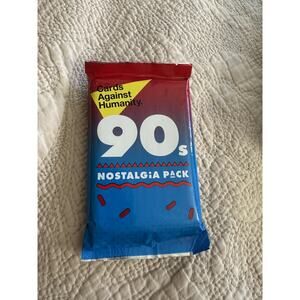 Cards
Against
Humanity.
90s
NOSTALGiA PACK